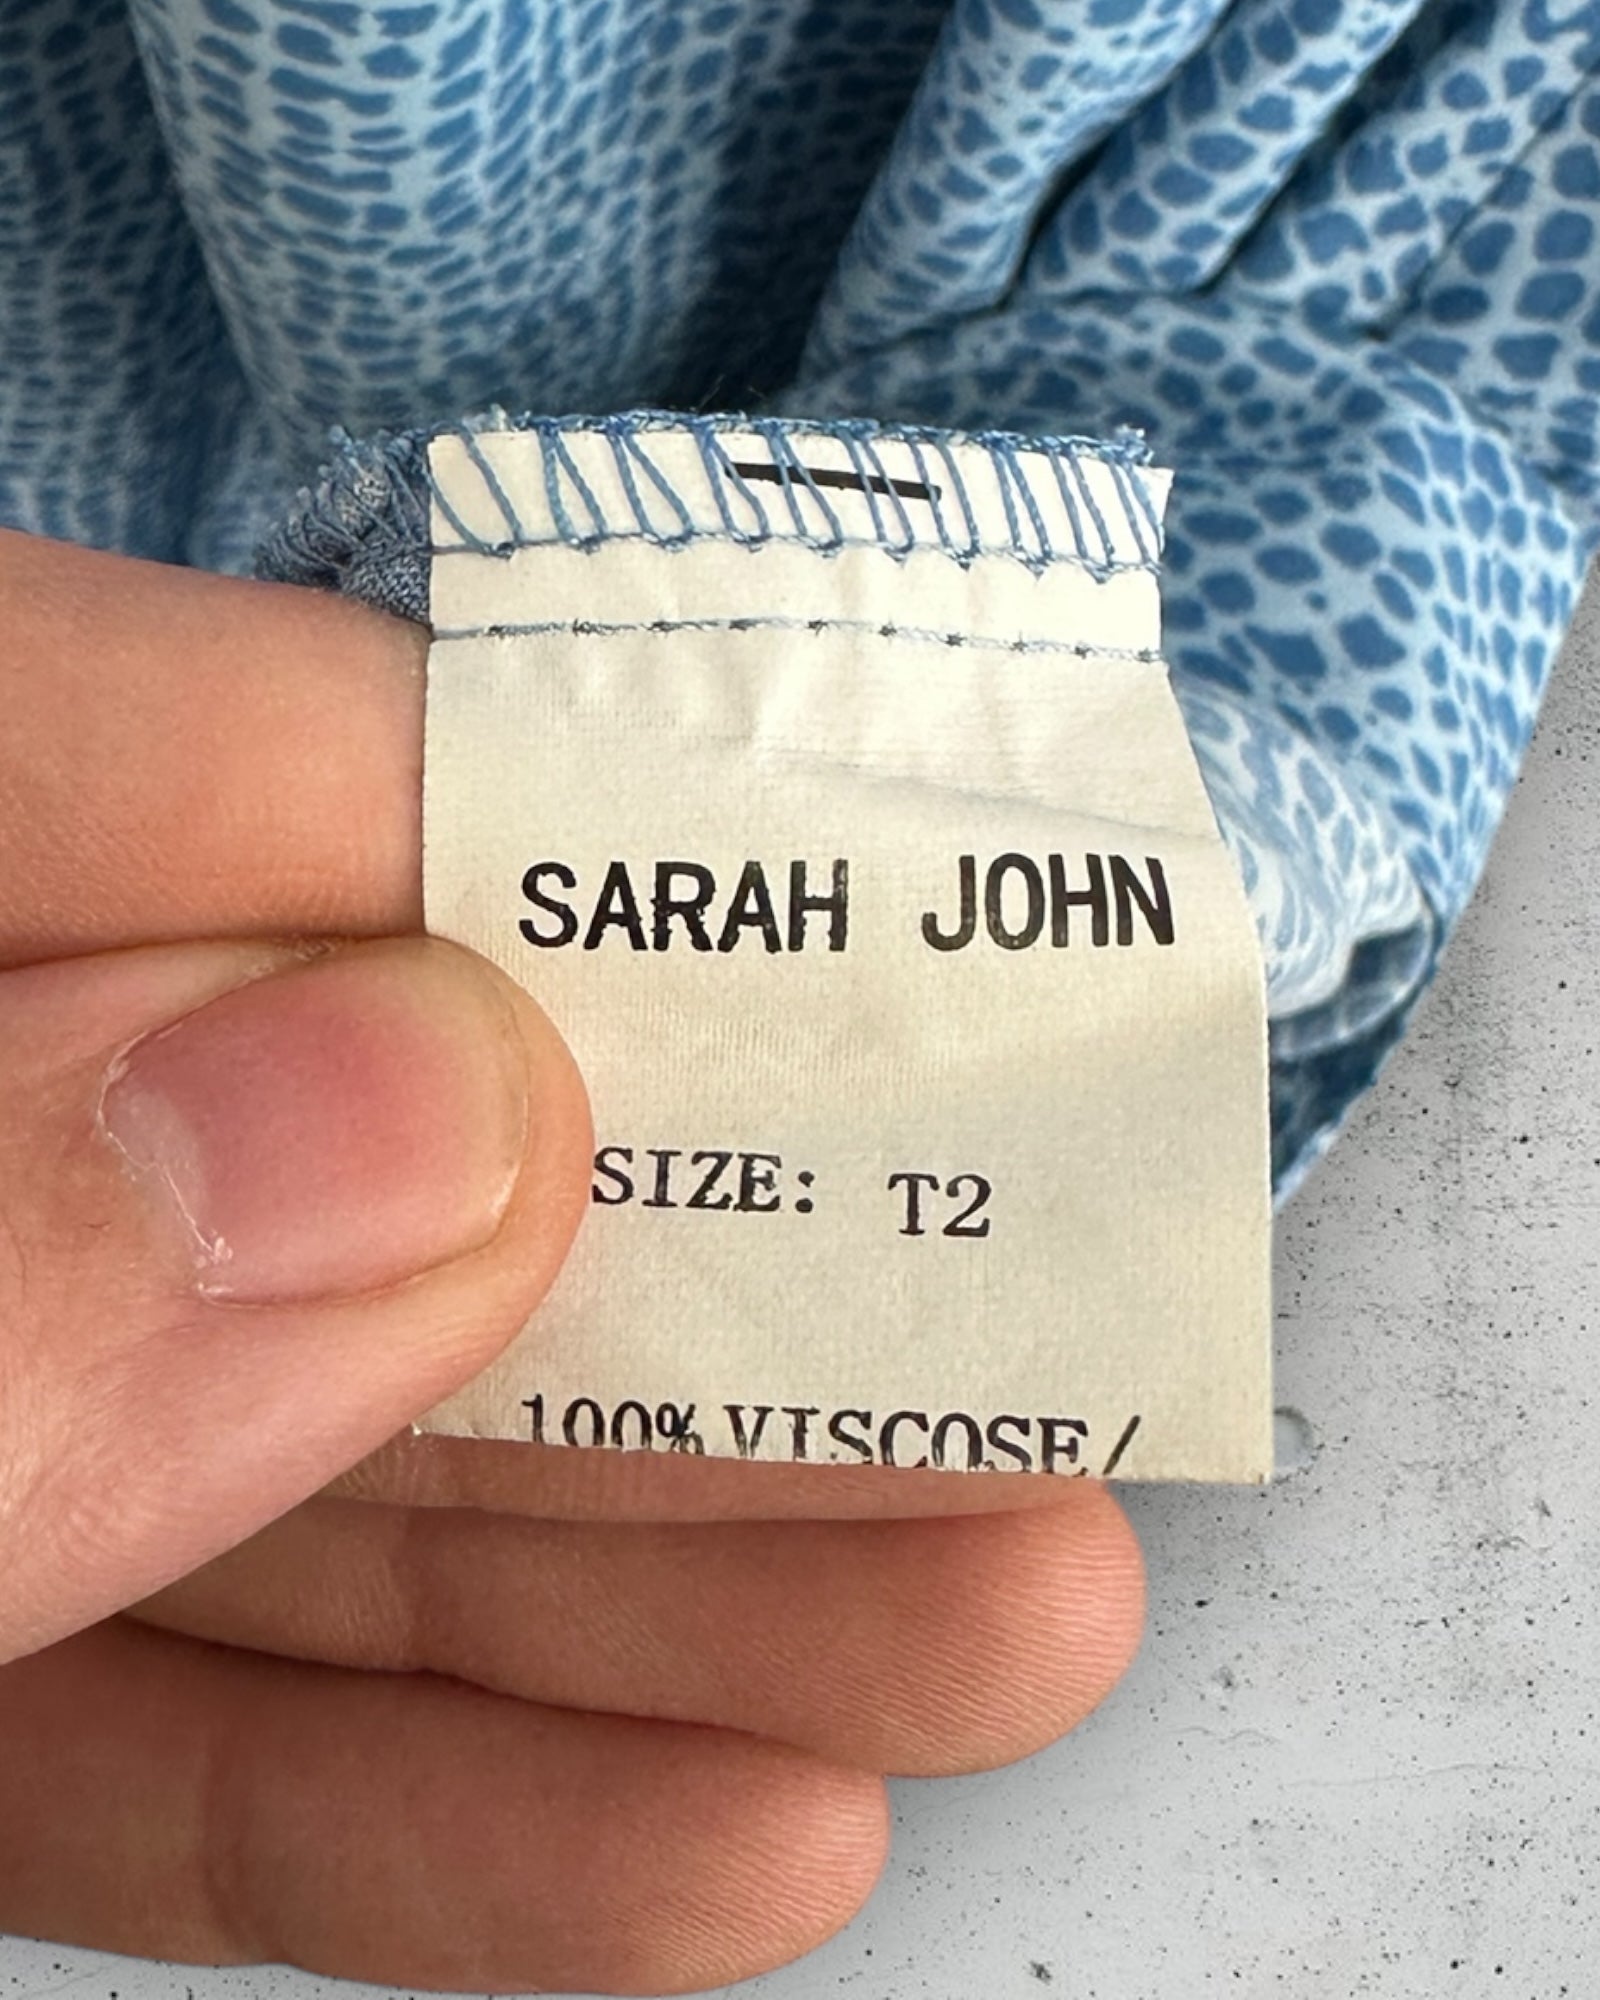 SARAH JOHN
SIZE: T2
100% VISCOSE/